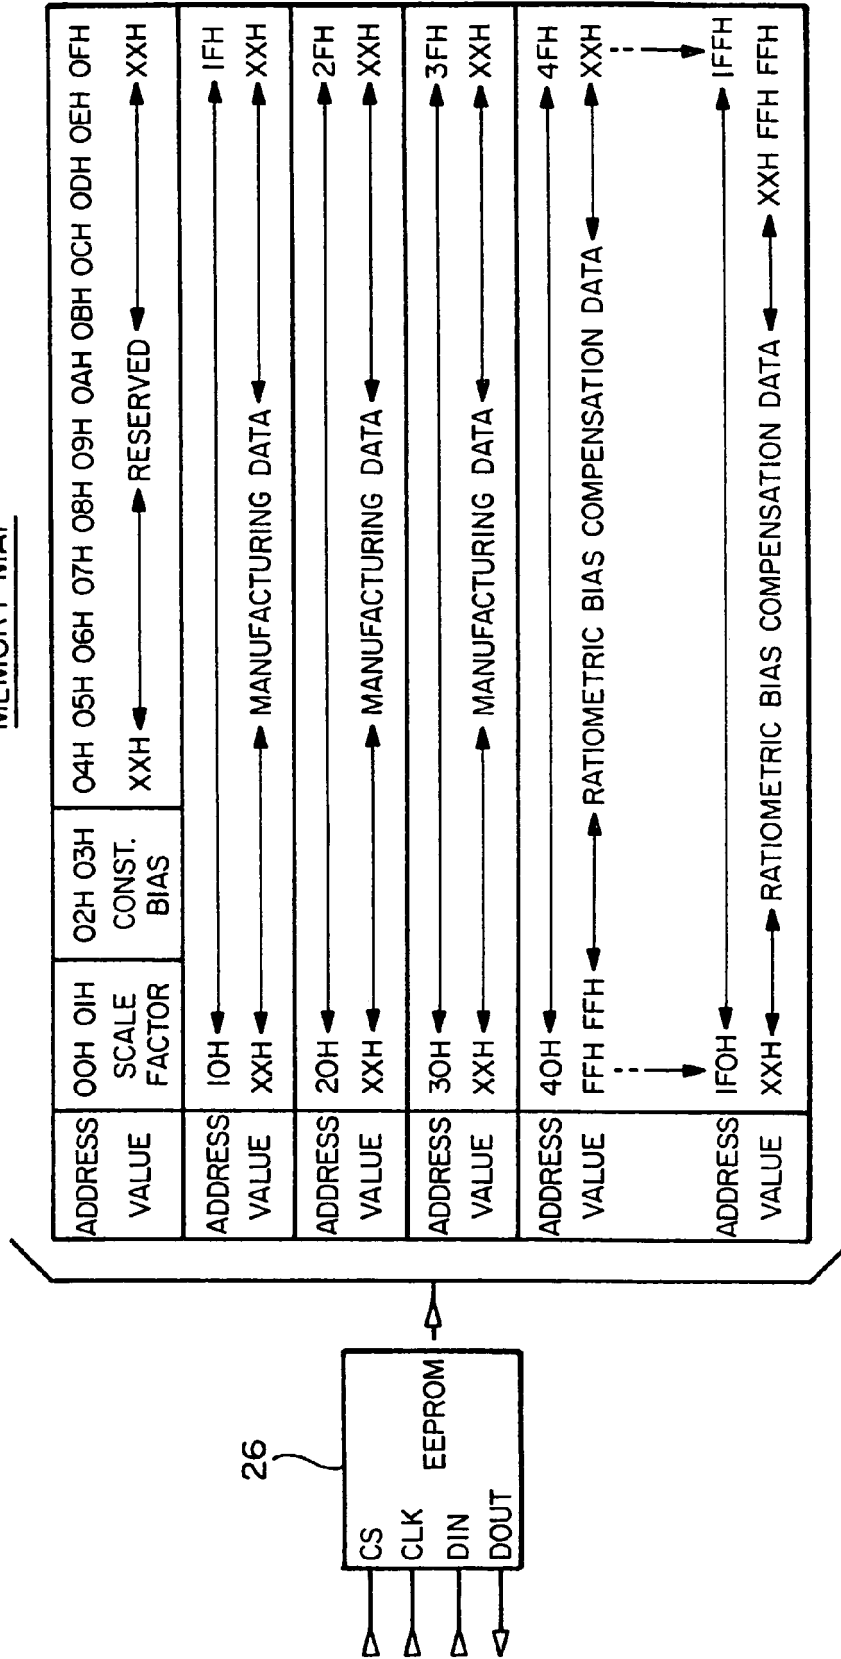 MEMORY MAP
ADDRESS 00H 01H 02H 03H 04H 05H 06H 07H 08H 09H 0AH 0BH 0CH 0DH 0EH 0FH
VALUE SCALE FACTOR CONST. BIAS XXH RESERVED XXH
ADDRESS 10H 1FH
VALUE XXH MANUFACTURING DATA XXH
ADDRESS 20H 2FH
VALUE XXH MANUFACTURING DATA XXH
ADDRESS 30H 3FH
VALUE XXH MANUFACTURING DATA XXH
ADDRESS 40H 4FH
VALUE FFH FFH RATIOMETRIC BIAS COMPENSATION DATA XXH
ADDRESS 1F0H 1FFH
VALUE XXH RATIOMETRIC BIAS COMPENSATION DATA XXH FFH FFH
26
CS
CLK
EEPROM
DIN
DOUT